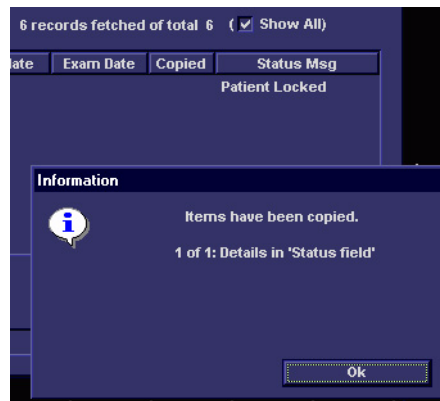 6 records fetched of total 6 ( Show All)
ate Exam Date Copied Status Msg
Patient Locked
Information
Items have been copied.
1 of 1: Details in 'Status field'
Ok